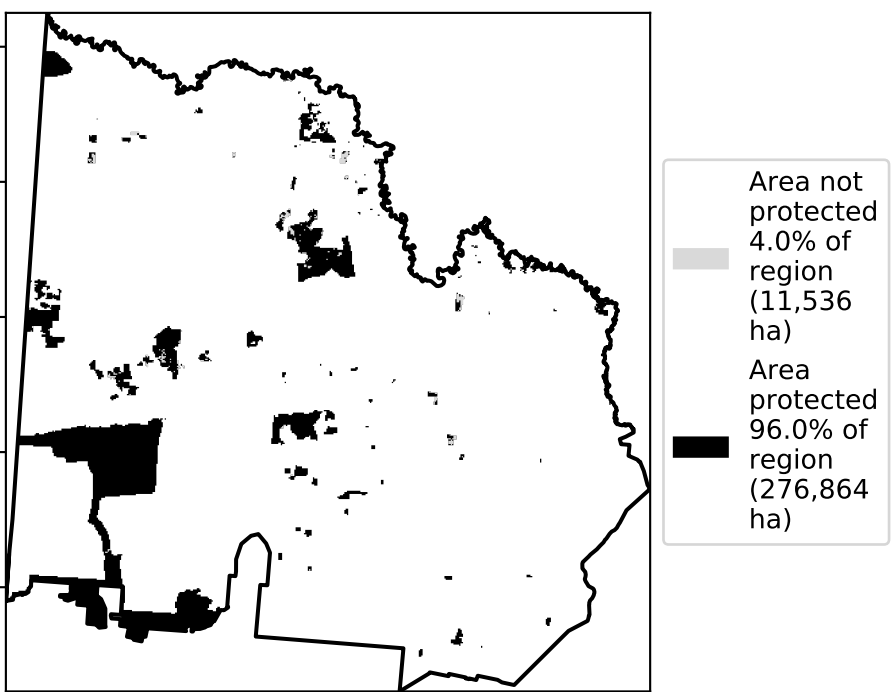 Area not
protected
4.0% of
region
(11,536
ha)
Area
protected
96.0% of
region
(276,864
ha)